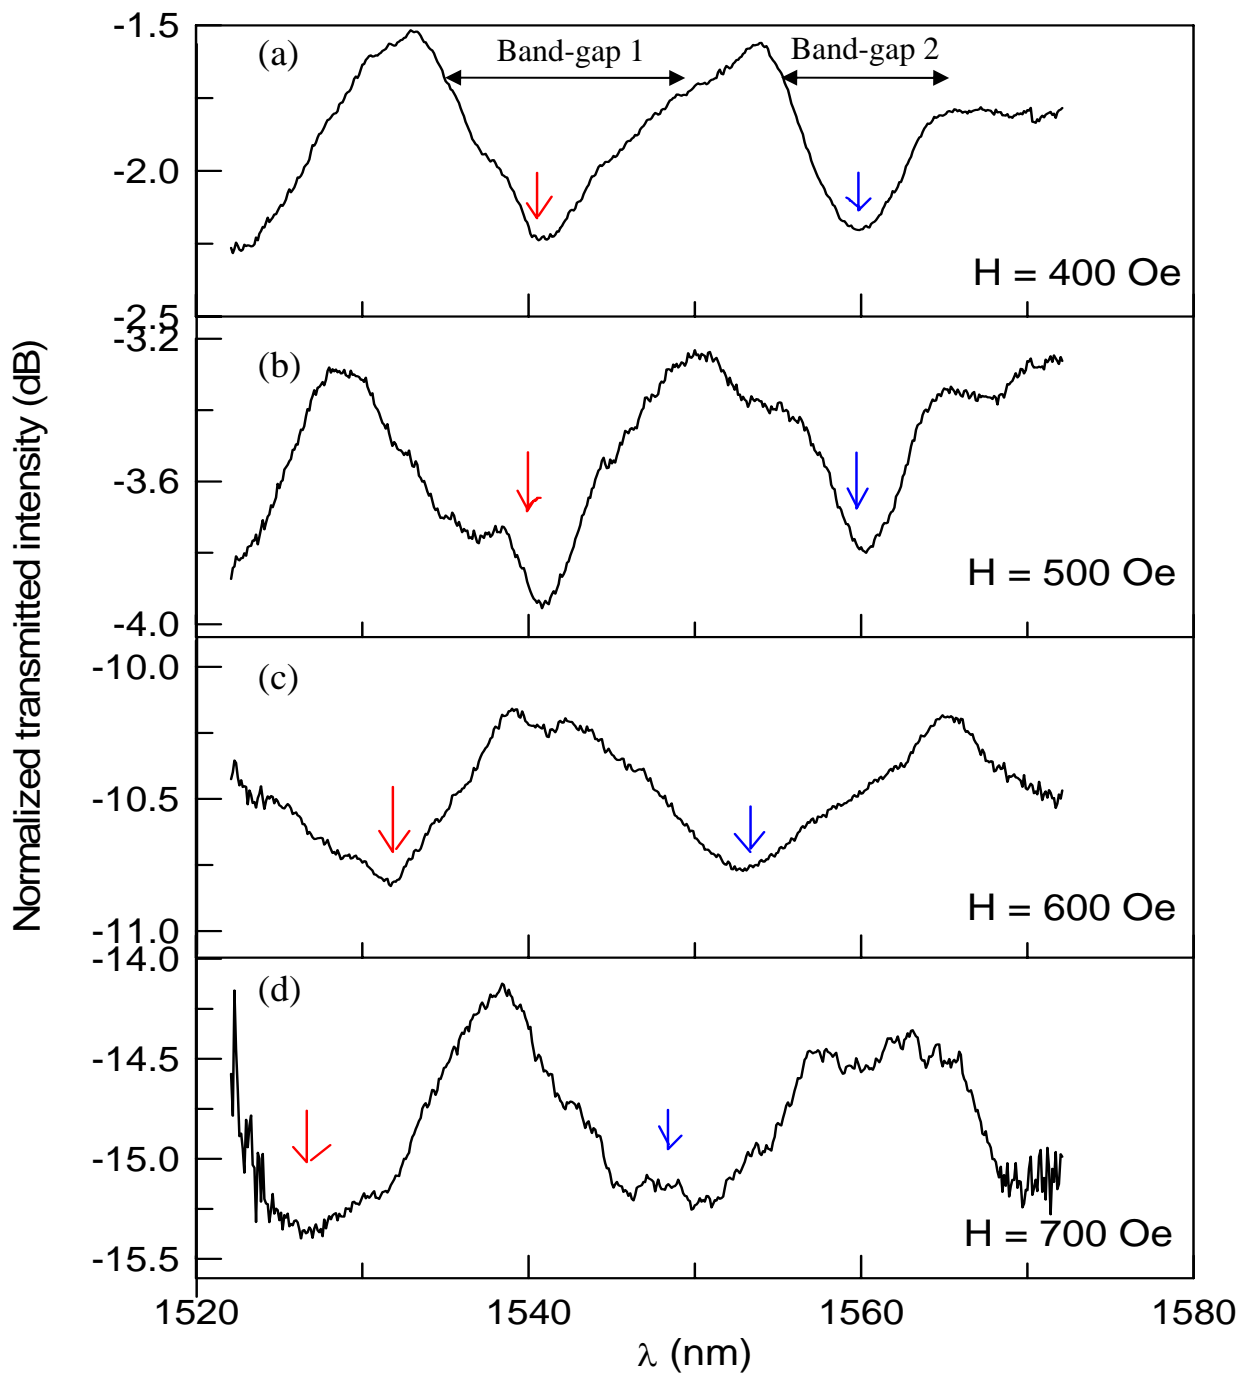 Normalized transmitted intensity (dB)
(a)
Band-gap 1
Band-gap 2
-1.5
-2.0
-2.5
H = 400 Oe
(b)
-3.2
-3.6
-4.0
H = 500 Oe
(c)
-10.0
-10.5
-11.0
H = 600 Oe
(d)
-14.0
-14.5
-15.0
-15.5
H = 700 Oe
1520
1540
1560
1580
λ (nm)